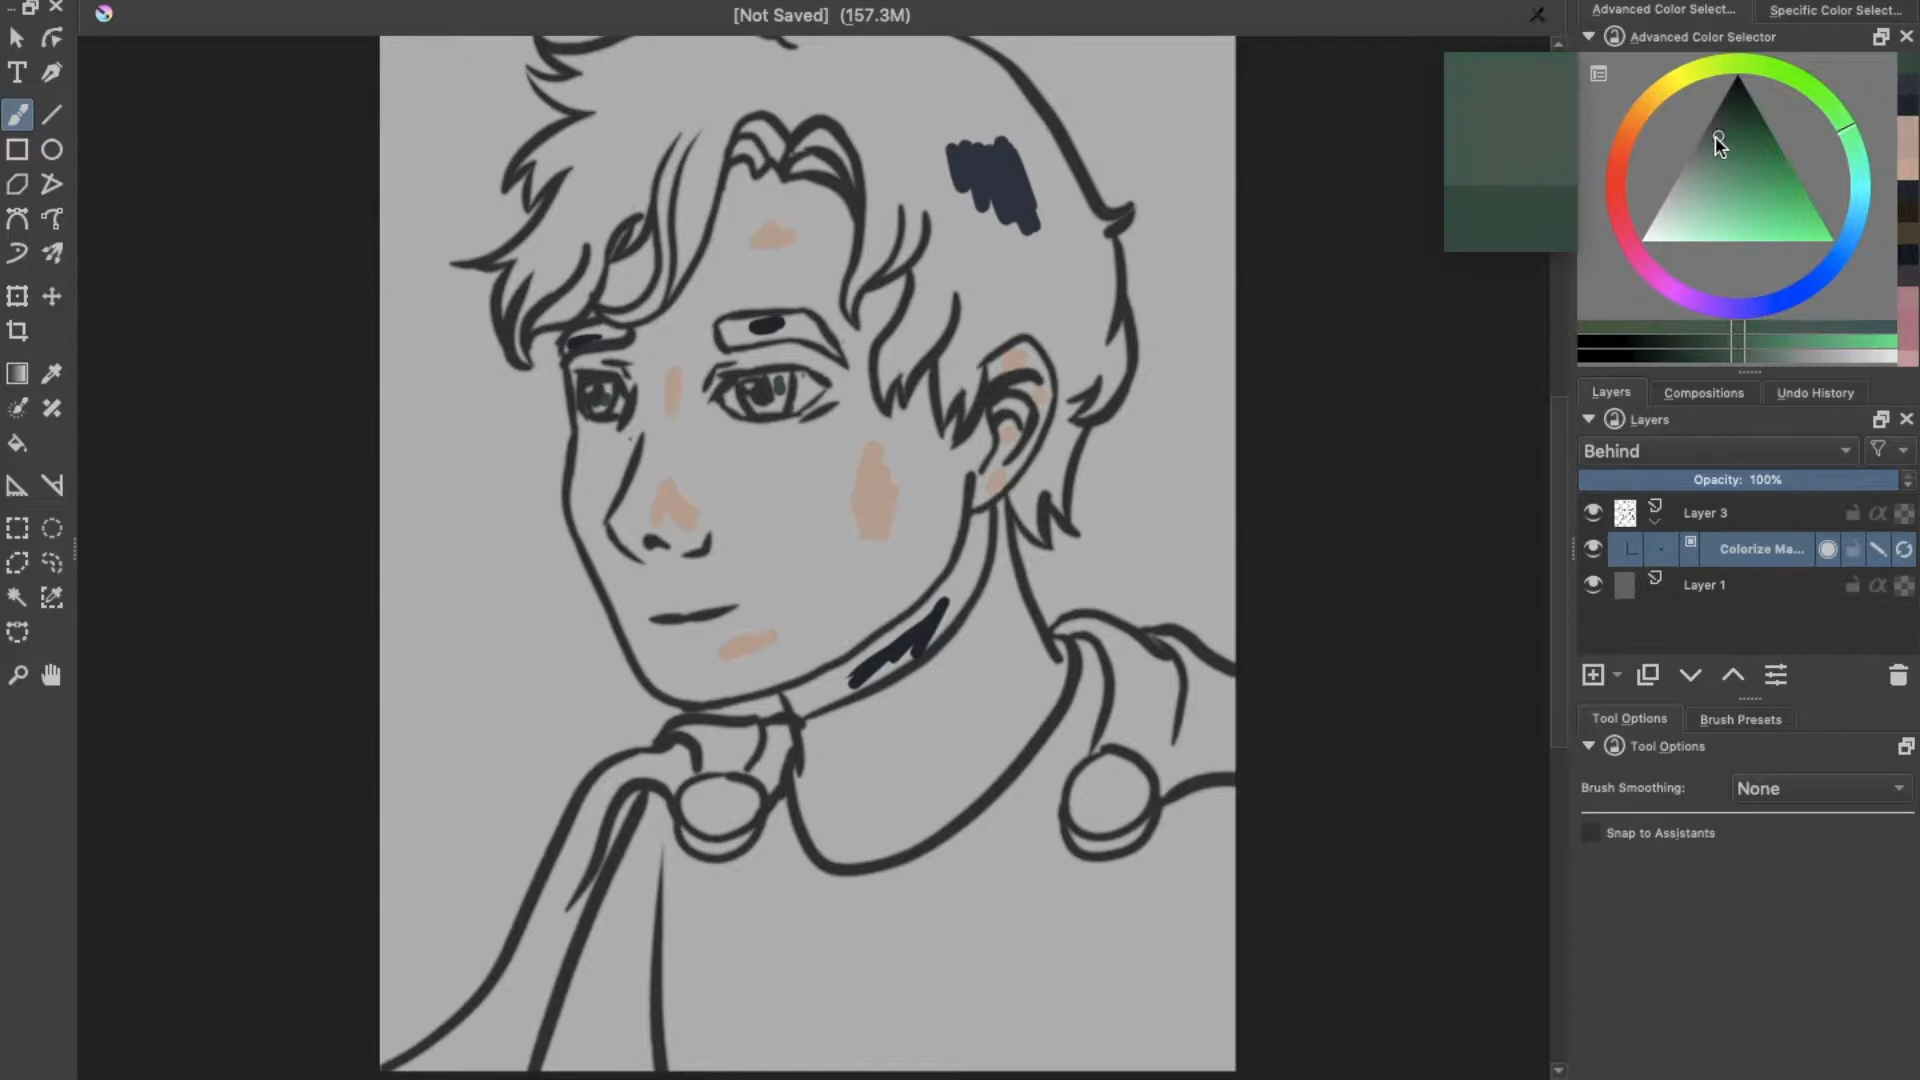 [Not Saved] (157.3M)
Advanced Color Select...
Specific Color Select...
Advanced Color Selector
Layers
Compositions
Undo History
Layers
Behind
Opacity: 100%
Layer 3
Colorize Ma...
Layer 1
Tool Options
Brush Presets
Tool Options
Brush Smoothing:
None
Snap to Assistants